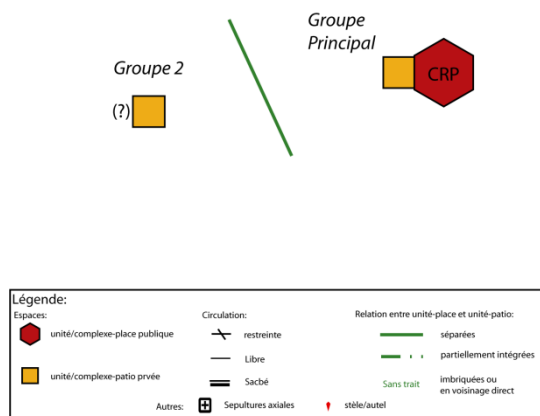 Groupe
Principal
Groupe 2
CRP
(?)
Légende:
Espaces:
Circulation:
Relation entre unité-place et unité-patio:
unité/complexe-place publique
restreinte
séparées
Libre
partiellement intégrées
unité/complexe-patio prvée
Sacbé
Sans trait
imbriquées ou
en voisinage direct
Autres:
Sepultures axiales
stèle/autel